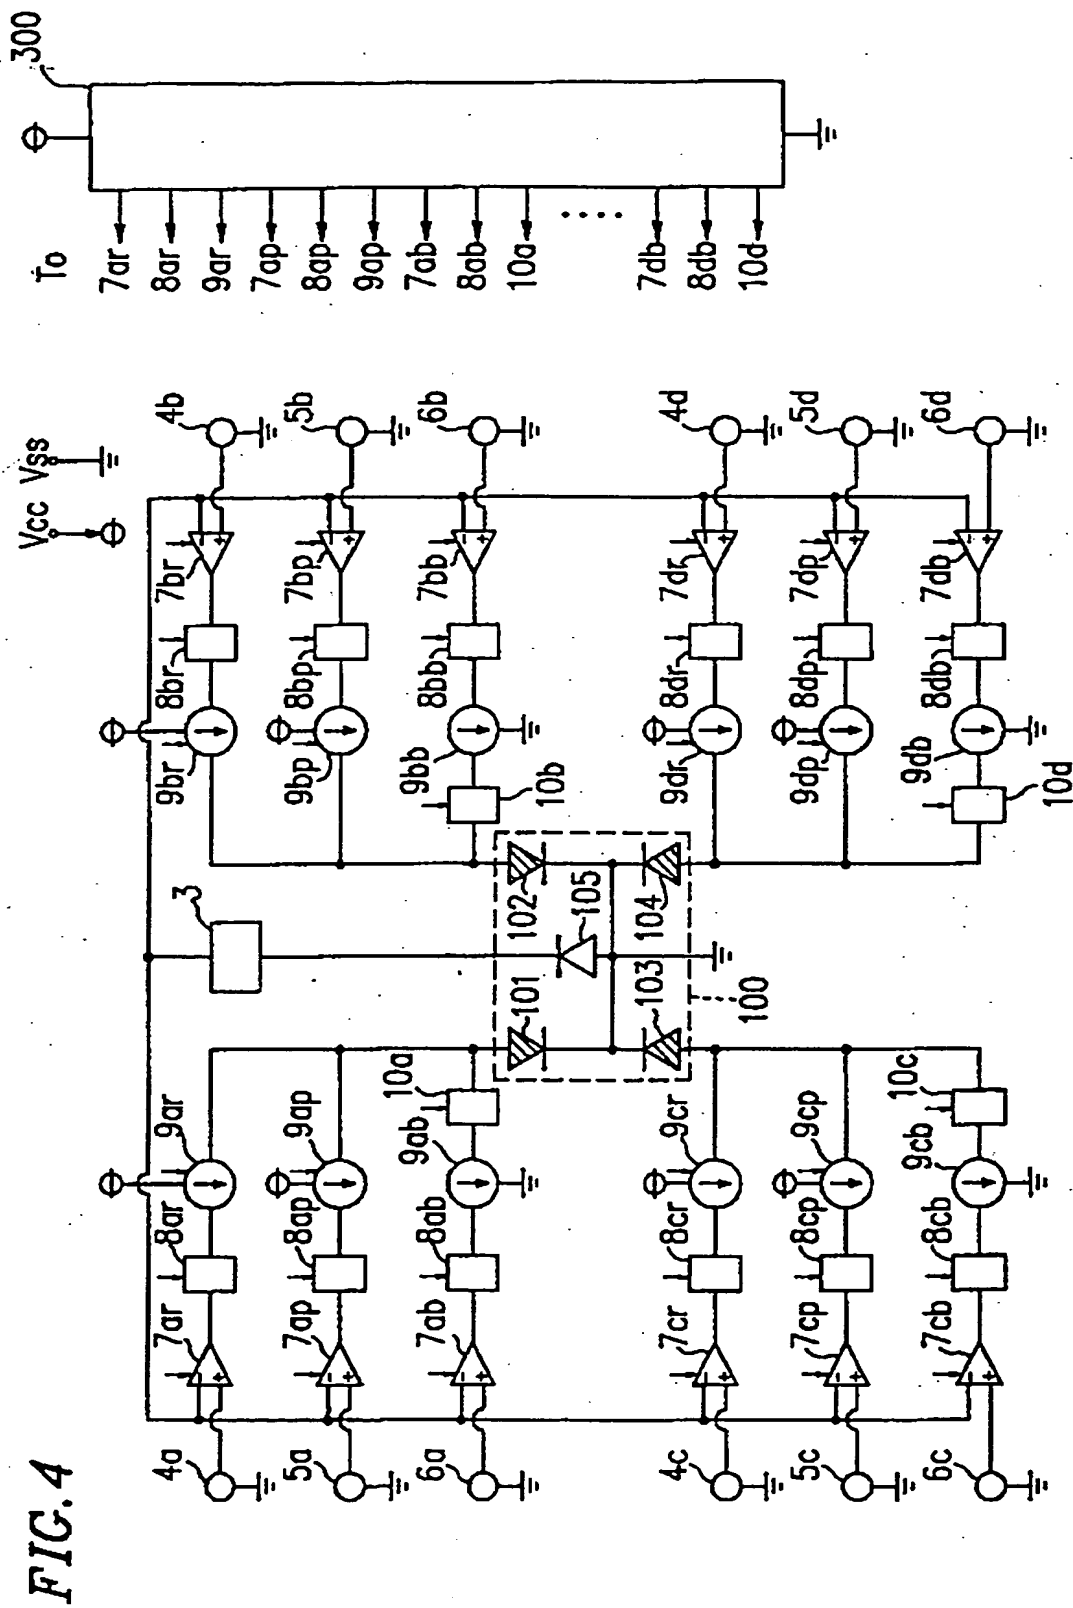 FIG. 4
Vcc Vss
4a 7ar 8ar 9ar 3 9br 8br 7br 4b
- + - +
5a 7ap 8ap 9ap 9bp 8bp 7bp 5b
- + - +
6a 7ab 8ab 9ab 10a 10b 9bb 8bb 7bb 6b
- + - +
101 102
105
103 104
100
4c 7cr 8cr 9cr 9dr 8dr 7dr 4d
- + - +
5c 7cp 8cp 9cp 9dp 8dp 7dp 5d
- + - +
6c 7cb 8cb 9cb 10c 10d 9db 8db 7db 6d
- + - +
300
To
7ar
8ar
9ar
7ap
8ap
9ap
7ab
8ab
10a
.....
7db
8db
10d